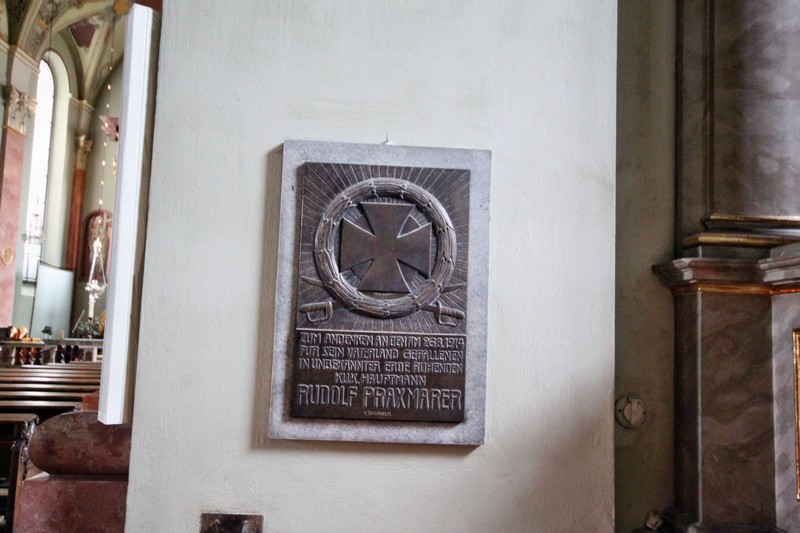 ZUM ANDENKEN AN DEN AM 26.8.1914
FÜR SEIN VATERLAND GEFALLENEN
IN UNBEKANNTER ERDE RUHENDEN
K.U.K. HAUPTMANN
RUDOLF PRAXMARER